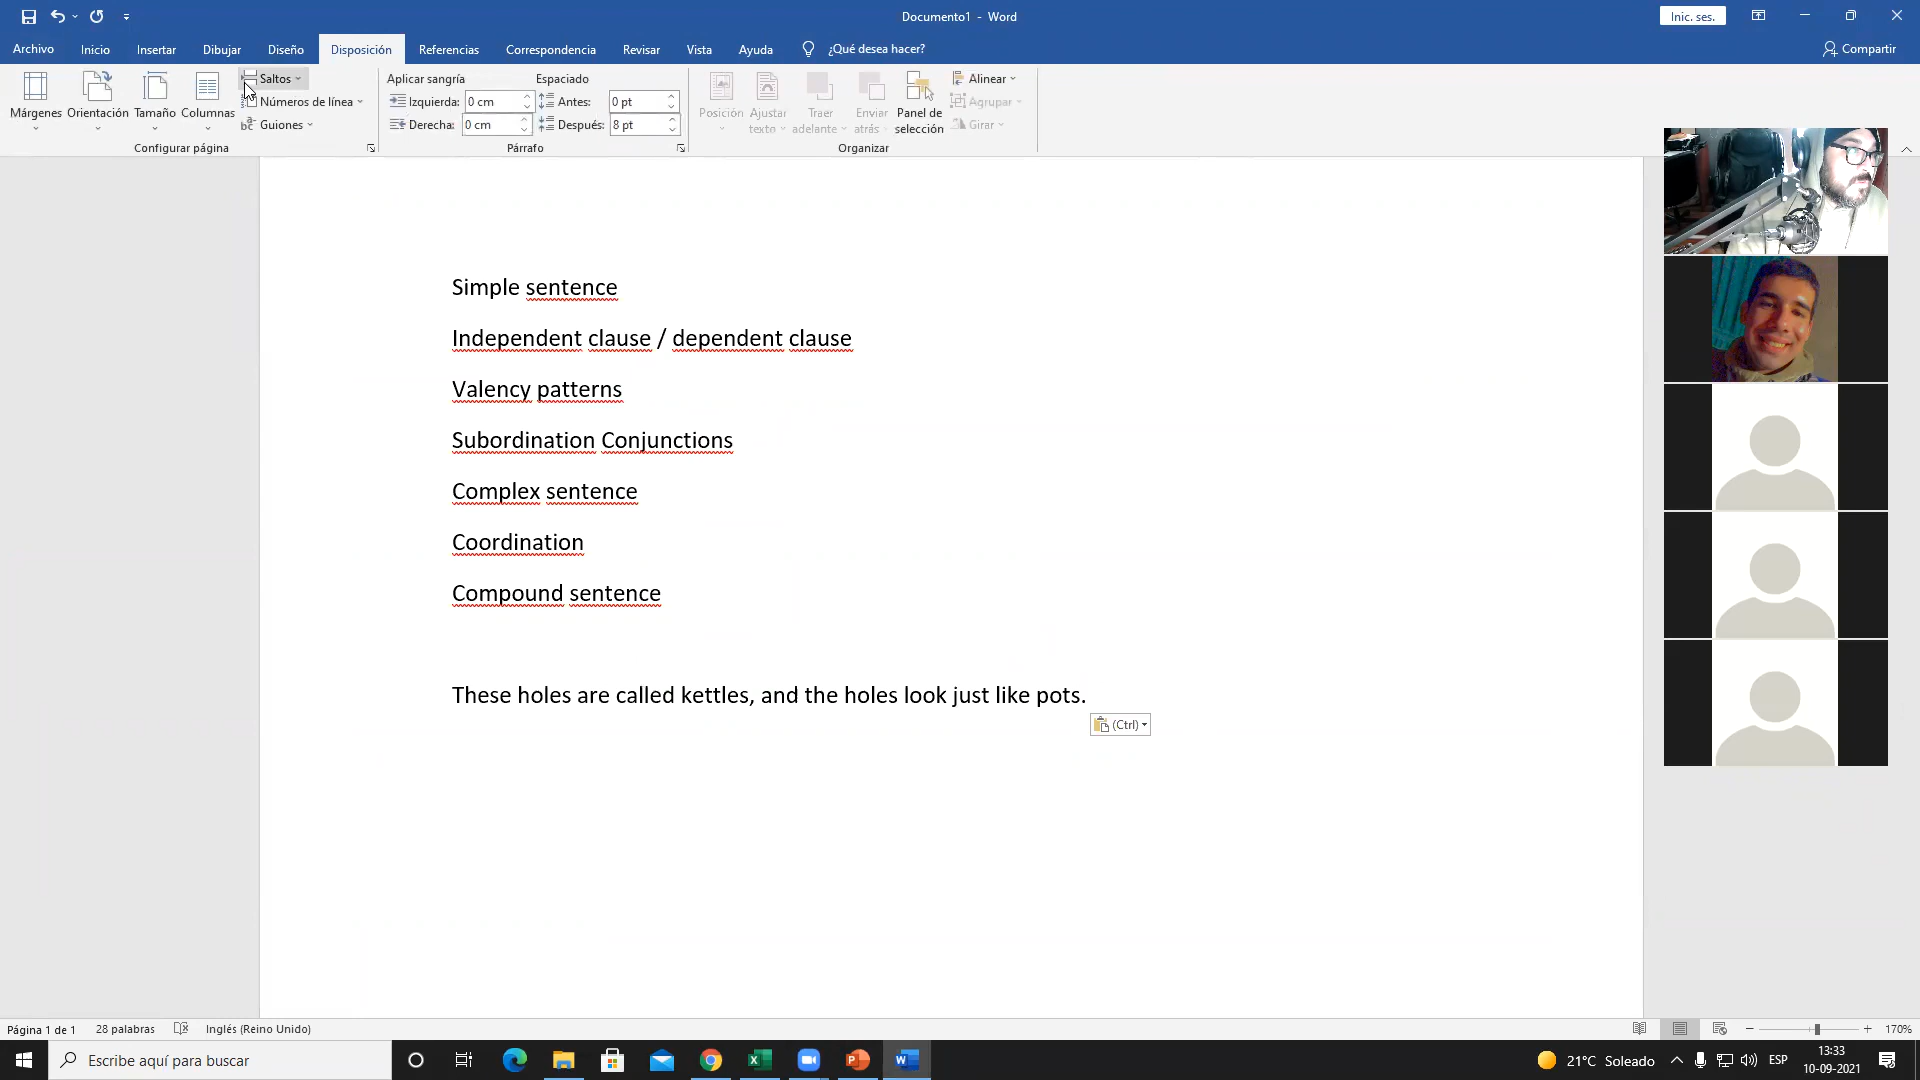 Documento1 - Word
Inic. ses.
Archivo Inicio Insertar Dibujar Diseño Disposición Referencias Correspondencia Revisar Vista Ayuda ¿Qué desea hacer? Compartir
Márgenes Orientación Tamaño Columnas
Saltos
Números de línea
Guiones
Configurar página
Aplicar sangría Espaciado
Izquierda: 0 cm Antes: 0 pt
Derecha: 0 cm Después: 8 pt
Párrafo
Posición Ajustar texto Traer adelante Enviar atrás Panel de selección
Alinear
Agrupar
Girar
Organizar
Simple sentence
Independent clause / dependent clause
Valency patterns
Subordination Conjunctions
Complex sentence
Coordination
Compound sentence
These holes are called kettles, and the holes look just like pots.
(Ctrl)
Página 1 de 1 28 palabras Inglés (Reino Unido) 170%
Escribe aquí para buscar
21°C Soleado ESP
13:33
10-09-2021